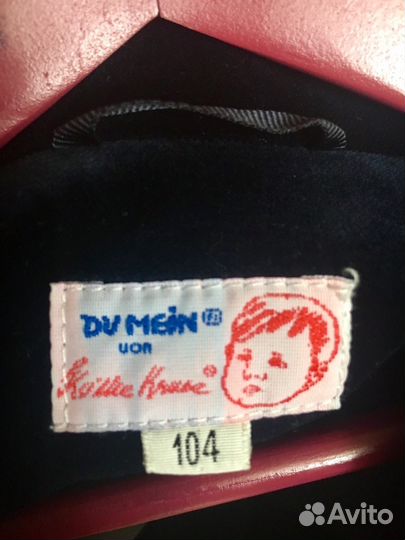 DU MEIN
von
Käthe Kruse
104
Avito